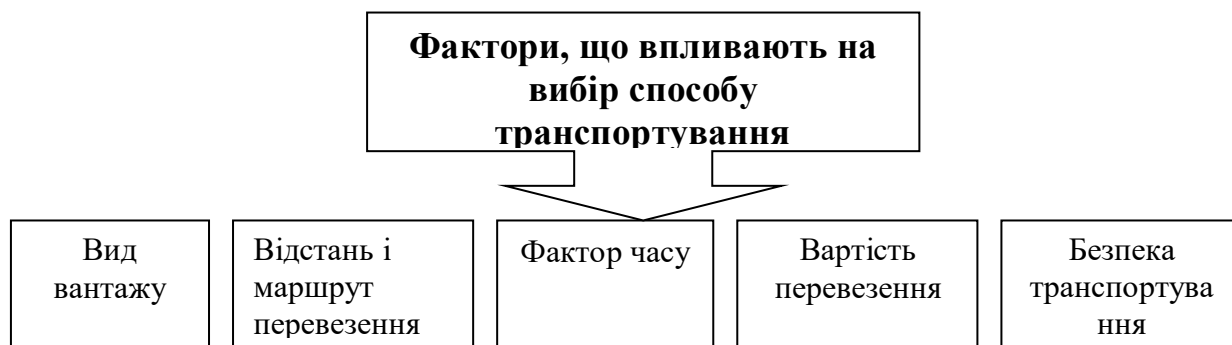 Фактори, що впливають на
вибір способу
транспортування
Вид
вантажу
Відстань і
маршрут
перевезення
Фактор часу
Вартість
перевезення
Безпека
транспортува
ння